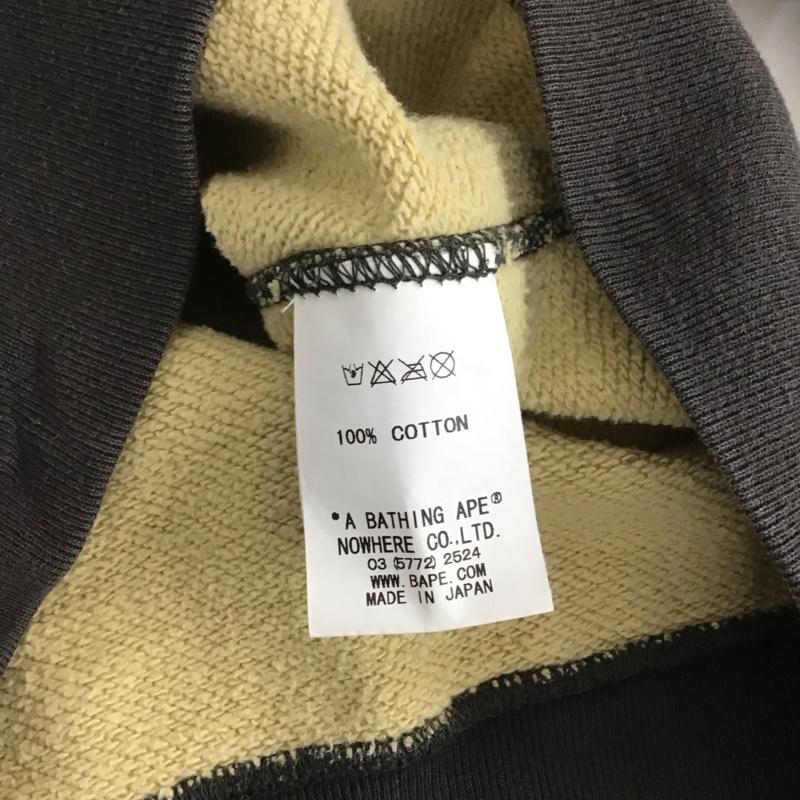 100% COTTON
*A BATHING APE®
NOWHERE CO.,LTD.
03 (5772) 2524
WWW.BAPE.COM
MADE IN JAPAN